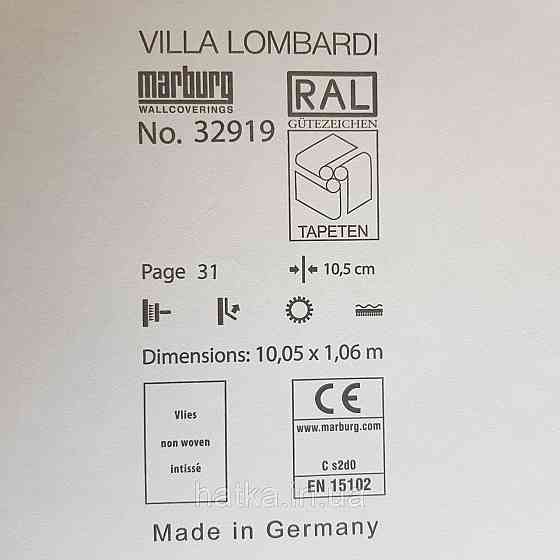 VILLA LOMBARDI
marburg
WALLCOVERINGS
RAL
GÜTEZEICHEN
No. 32919
TAPETEN
Page 31
10,5 cm
Dimensions: 10,05 x 1,06 m
Vlies
non woven
intissé
CE
www.marburg.com
C s2d0
EN 15102
hatka.in.ua
Made in Germany